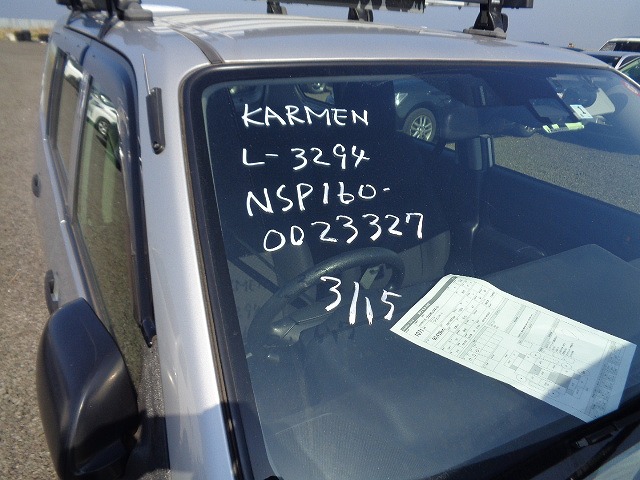 KARMEN
L-3294
NSP160-
0023327
3/15